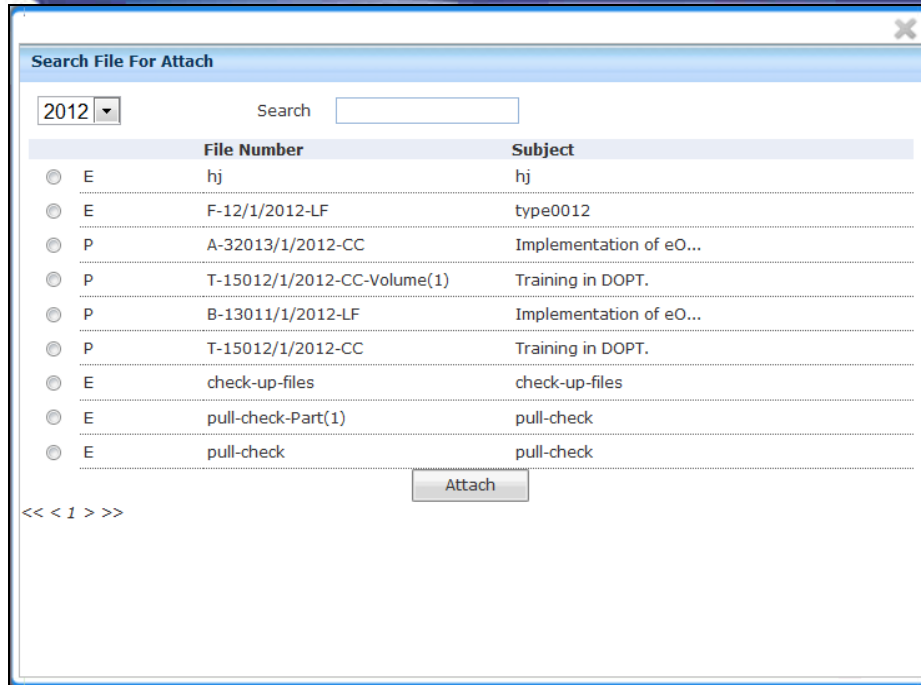 Search File For Attach
2012 Search
File Number Subject
E hj hj
E F-12/1/2012-LF type0012
P A-32013/1/2012-CC Implementation of eO...
P T-15012/1/2012-CC-Volume(1) Training in DOPT.
P B-13011/1/2012-LF Implementation of eO...
P T-15012/1/2012-CC Training in DOPT.
E check-up-files check-up-files
E pull-check-Part(1) pull-check
E pull-check pull-check
Attach
<< < 1 > >>